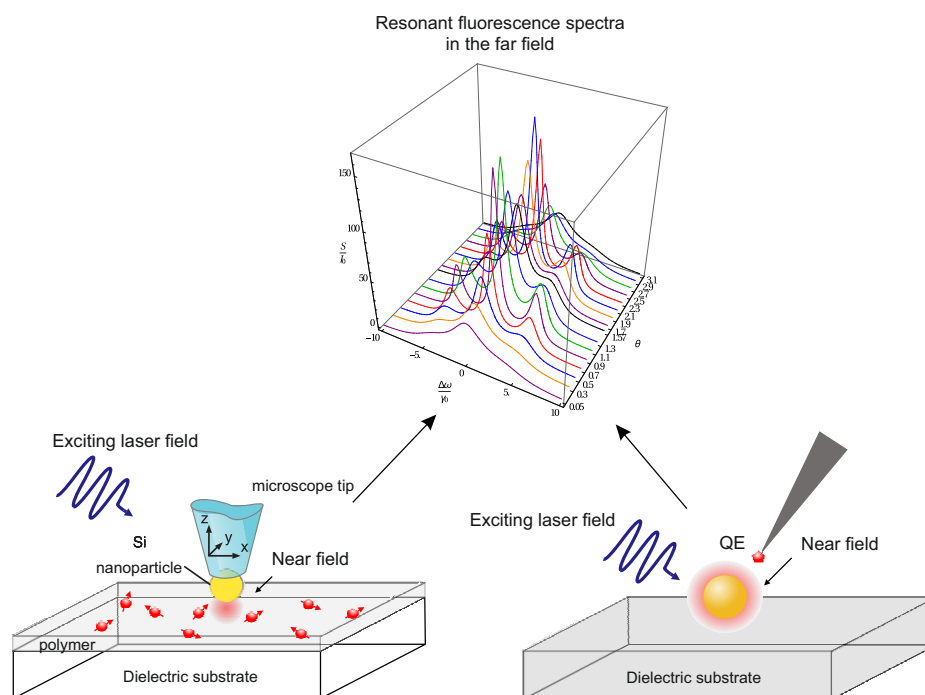 Resonant fluorescence spectra
in the far field
150
100
S
I₀
50
0
-10
-5.
0
5.
10
Δω
γ₀
0.05
0.3
0.5
0.7
0.9
1.1
1.3
1.57
1.7
1.9
2.1
2.3
2.5
2.7
2.9
3.1
θ
Exciting laser field
microscope tip
z
y
x
Si
nanoparticle
Near field
polymer
Dielectric substrate
Exciting laser field
QE
Near field
Dielectric substrate